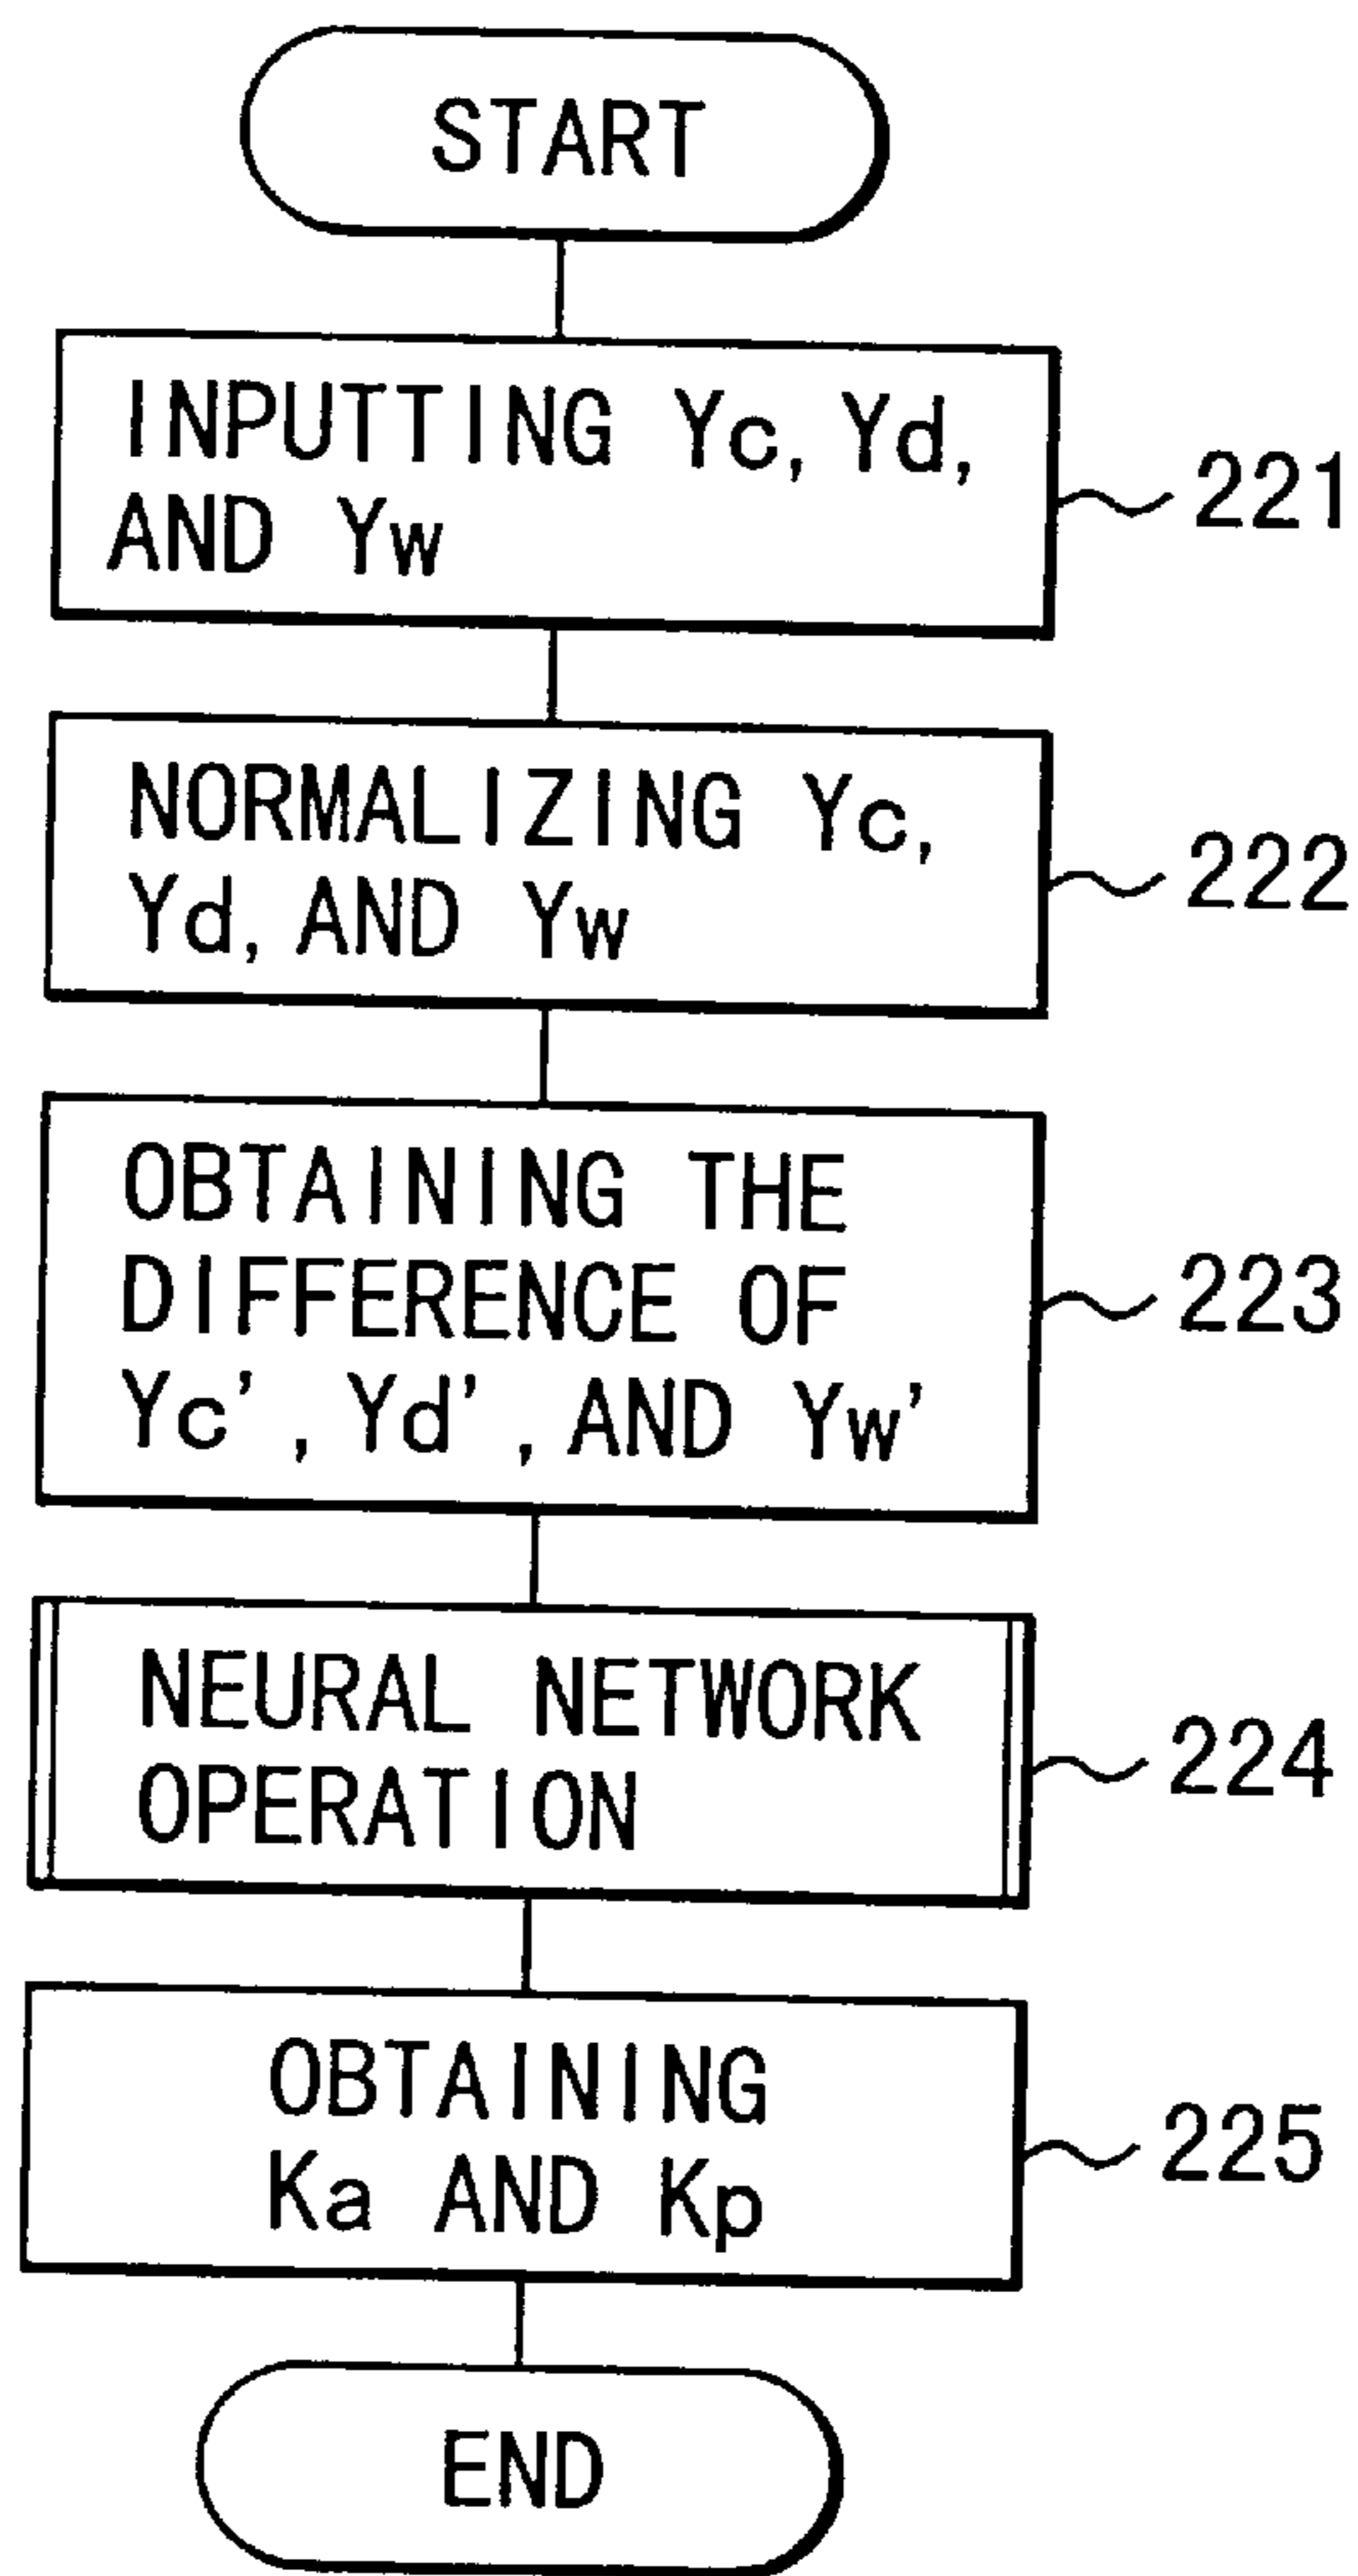 START
INPUTTING Yc, Yd,
AND Yw
221
NORMALIZING Yc,
Yd, AND Yw
222
OBTAINING THE
DIFFERENCE OF
Yc', Yd', AND Yw'
223
NEURAL NETWORK
OPERATION
224
OBTAINING
Ka AND Kp
225
END